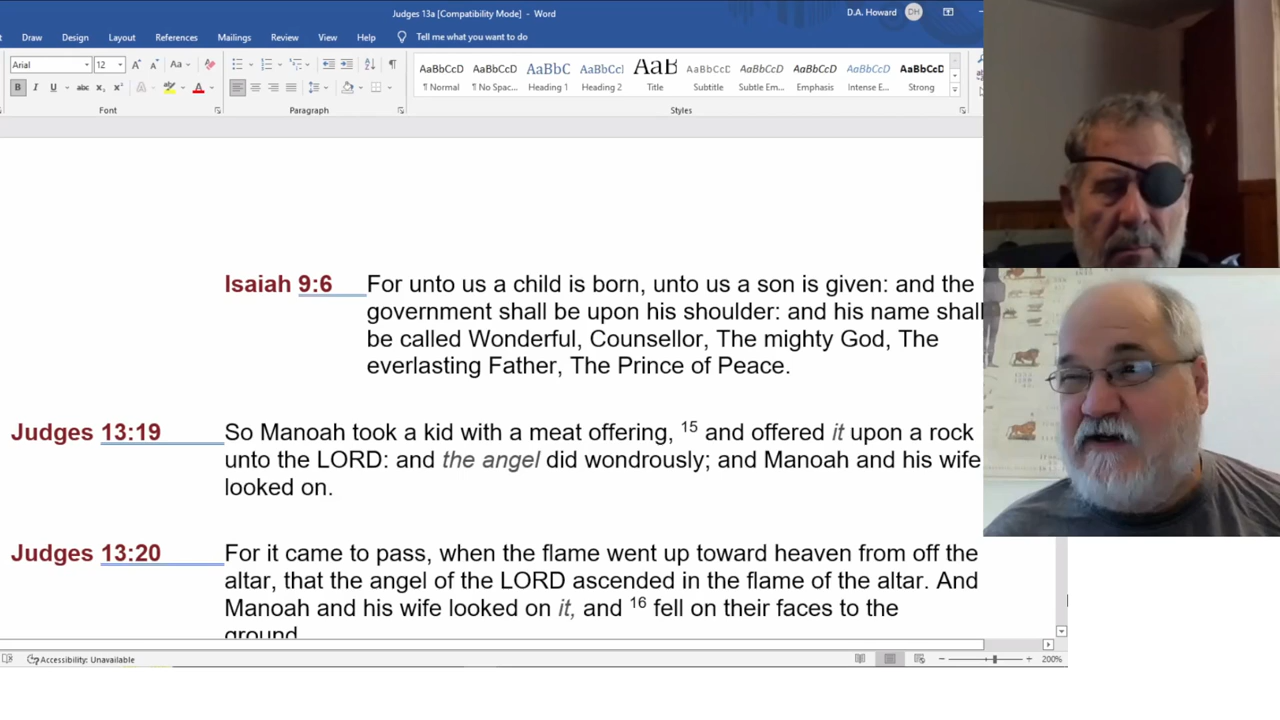 Judges 13a [Compatibility Mode] - Word
D.A. Howard DH
Draw Design Layout References Mailings Review View Help Tell me what you want to do
Arial 12 Aa
AaBbCcD AaBbCcD AaBbC AaBbCcI AaB AaBbCcD AaBbCcD AaBbCcD AaBbCcD AaBbCcD
B I U abc x A A
¶ Normal ¶ No Spac... Heading 1 Heading 2 Title Subtitle Subtle Em... Emphasis Intense E... Strong
Font Paragraph Styles
Isaiah 9:6 For unto us a child is born, unto us a son is given: and the
government shall be upon his shoulder: and his name shall
be called Wonderful, Counsellor, The mighty God, The
everlasting Father, The Prince of Peace.
Judges 13:19 So Manoah took a kid with a meat offering, 15 and offered it upon a rock
unto the LORD: and the angel did wondrously; and Manoah and his wife
looked on.
Judges 13:20 For it came to pass, when the flame went up toward heaven from off the
altar, that the angel of the LORD ascended in the flame of the altar. And
Manoah and his wife looked on it, and 16 fell on their faces to the
ground.
Accessibility: Unavailable 200%